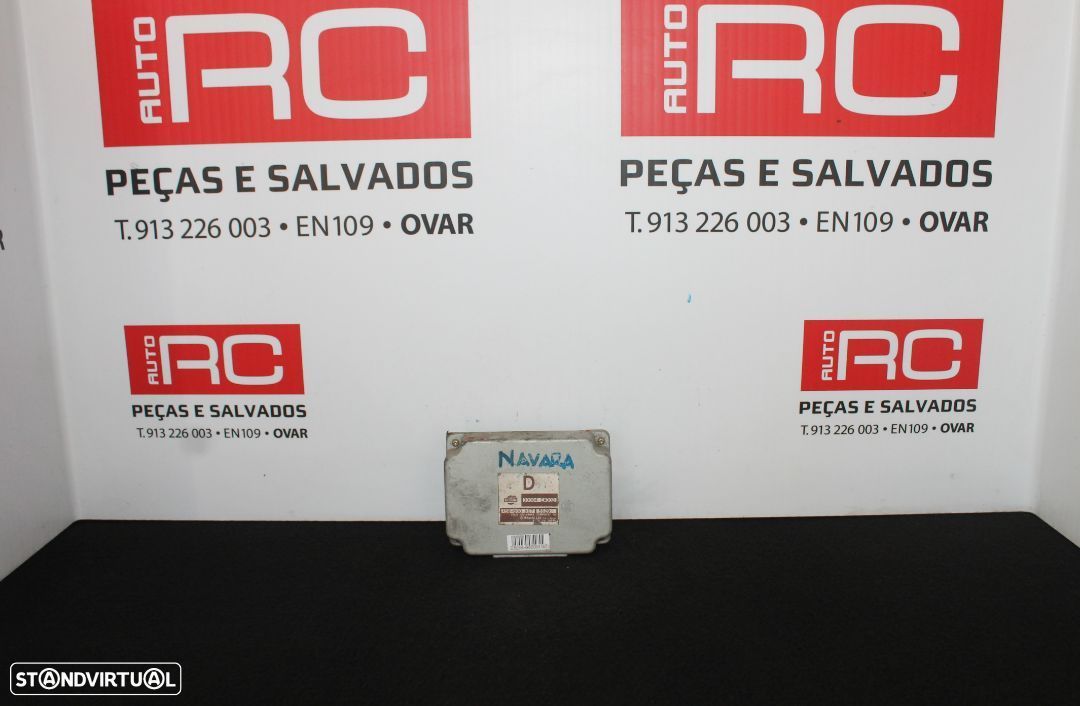 AUTO RC
PEÇAS E SALVADOS
T. 913 226 003 • EN109 • OVAR
AUTO RC
PEÇAS E SALVADOS
T. 913 226 003 • EN109 • OVAR
R
AUTO RC
PEÇAS E SALVADOS
T. 913 226 003 • EN109 • OVAR
AUTO RC
PEÇAS E SALVADOS
T. 913 226 003 • EN109 • OVAR
NAVARA
D
STANDVIRTUAL